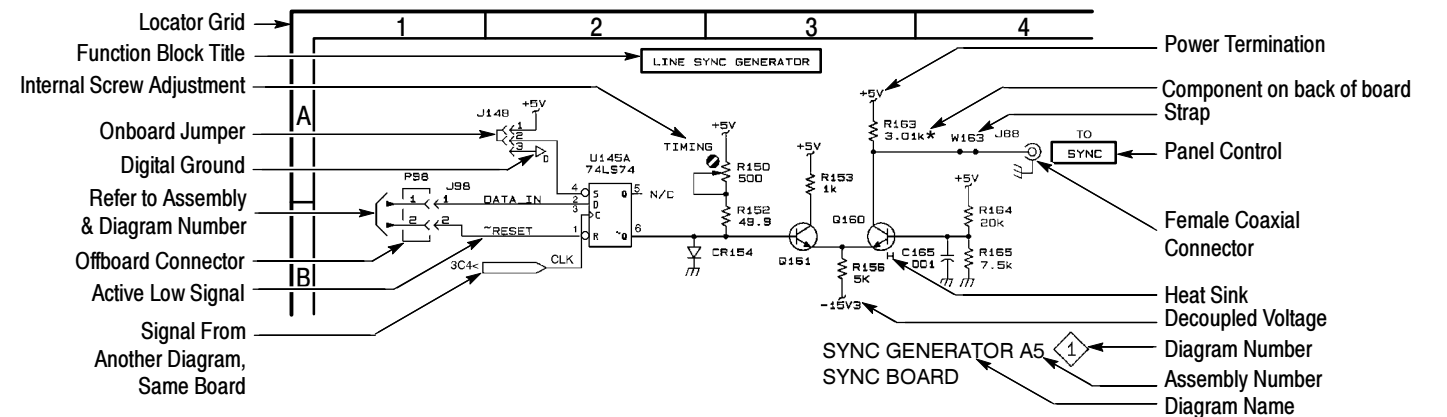 Locator Grid
Function Block Title
Internal Screw Adjustment
Onboard Jumper
Digital Ground
Refer to Assembly
& Diagram Number
Offboard Connector
Active Low Signal
Signal From
Another Diagram,
Same Board
1 2 3 4
A
B
LINE SYNC GENERATOR
J148
+5V
1
2
3
D
U145A
74LS74
4
2
3
1
S
D
C
R
Q
~Q
5
6
N/C
P98
J98
1 1
2 2
DATA_IN
~RESET
3C4<
CLK
TIMING
+5V
R150
500
R152
49.9
CR154
+5V
R153
1k
Q161
Q160
R156
5K
-15V3
+5V
R163
3.01k*
W163
J88
TO
SYNC
+5V
R164
20k
R165
7.5k
C165
.001
H
SYNC GENERATOR A5
1
SYNC BOARD
Power Termination
Component on back of board
Strap
Panel Control
Female Coaxial
Connector
Heat Sink
Decoupled Voltage
Diagram Number
Assembly Number
Diagram Name